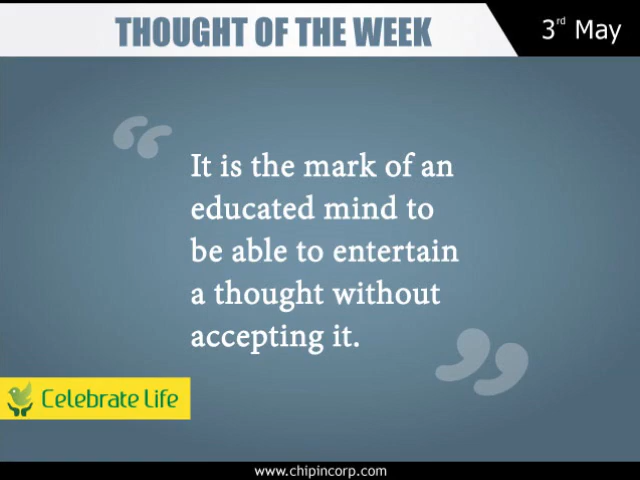 THOUGHT OF THE WEEK
3rd May
“
It is the mark of an
educated mind to
be able to entertain
a thought without
accepting it.
”
Celebrate Life
www.chipincorp.com